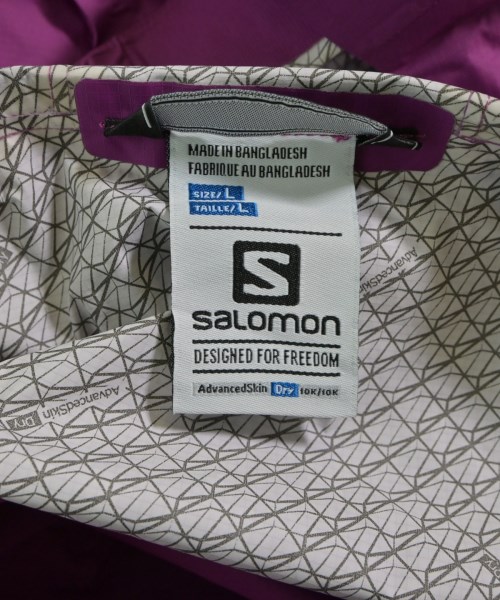 MADE IN BANGLADESH
FABRIQUE AU BANGLADESH
SIZE/L
TAILLE/L
S
SALOMON
DESIGNED FOR FREEDOM
AdvancedSkin Dry 10K/10K
AdvancedSkin
AdvancedSkin Dry